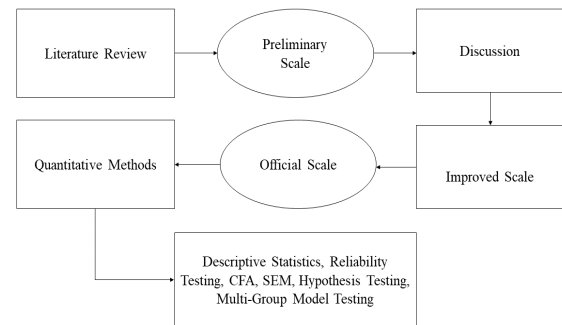 Literature Review
Preliminary
Scale
Discussion
Quantitative Methods
Official Scale
Improved Scale
Descriptive Statistics, Reliability
Testing, CFA, SEM, Hypothesis Testing,
Multi-Group Model Testing